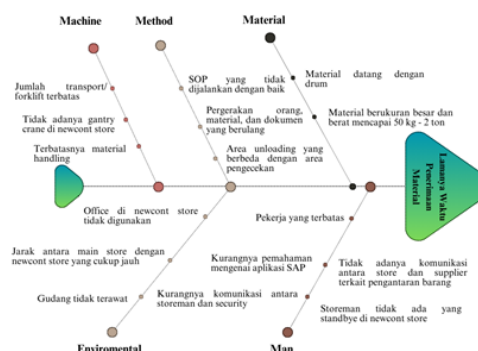 Machine
Method
Material
Jumlah transport/
forklift terbatas
Tidak adanya gantry
crane di newcont store
Terbatasnya material
handling
SOP yang tidak
dijalankan dengan baik
Pergerakan orang,
material, dan dokumen
yang berulang
Area unloading yang
berbeda dengan area
pengecekan
Material datang dengan
drum
Material berukuran besar dan
berat mencapai 50 kg - 2 ton
Lamanya Waktu
Penerimaan
Material
Office di newcont store
tidak digunakan
Jarak antara main store dengan
newcont store yang cukup jauh
Gudang tidak terawat
Pekerja yang terbatas
Kurangnya pemahaman
mengenai aplikasi SAP
Kurangnya komunikasi antara
storeman dan security
Tidak adanya komunikasi
antara store dan supplier
terkait pengantaran barang
Storeman tidak ada yang
standbye di newcont store
Enviromental
Man